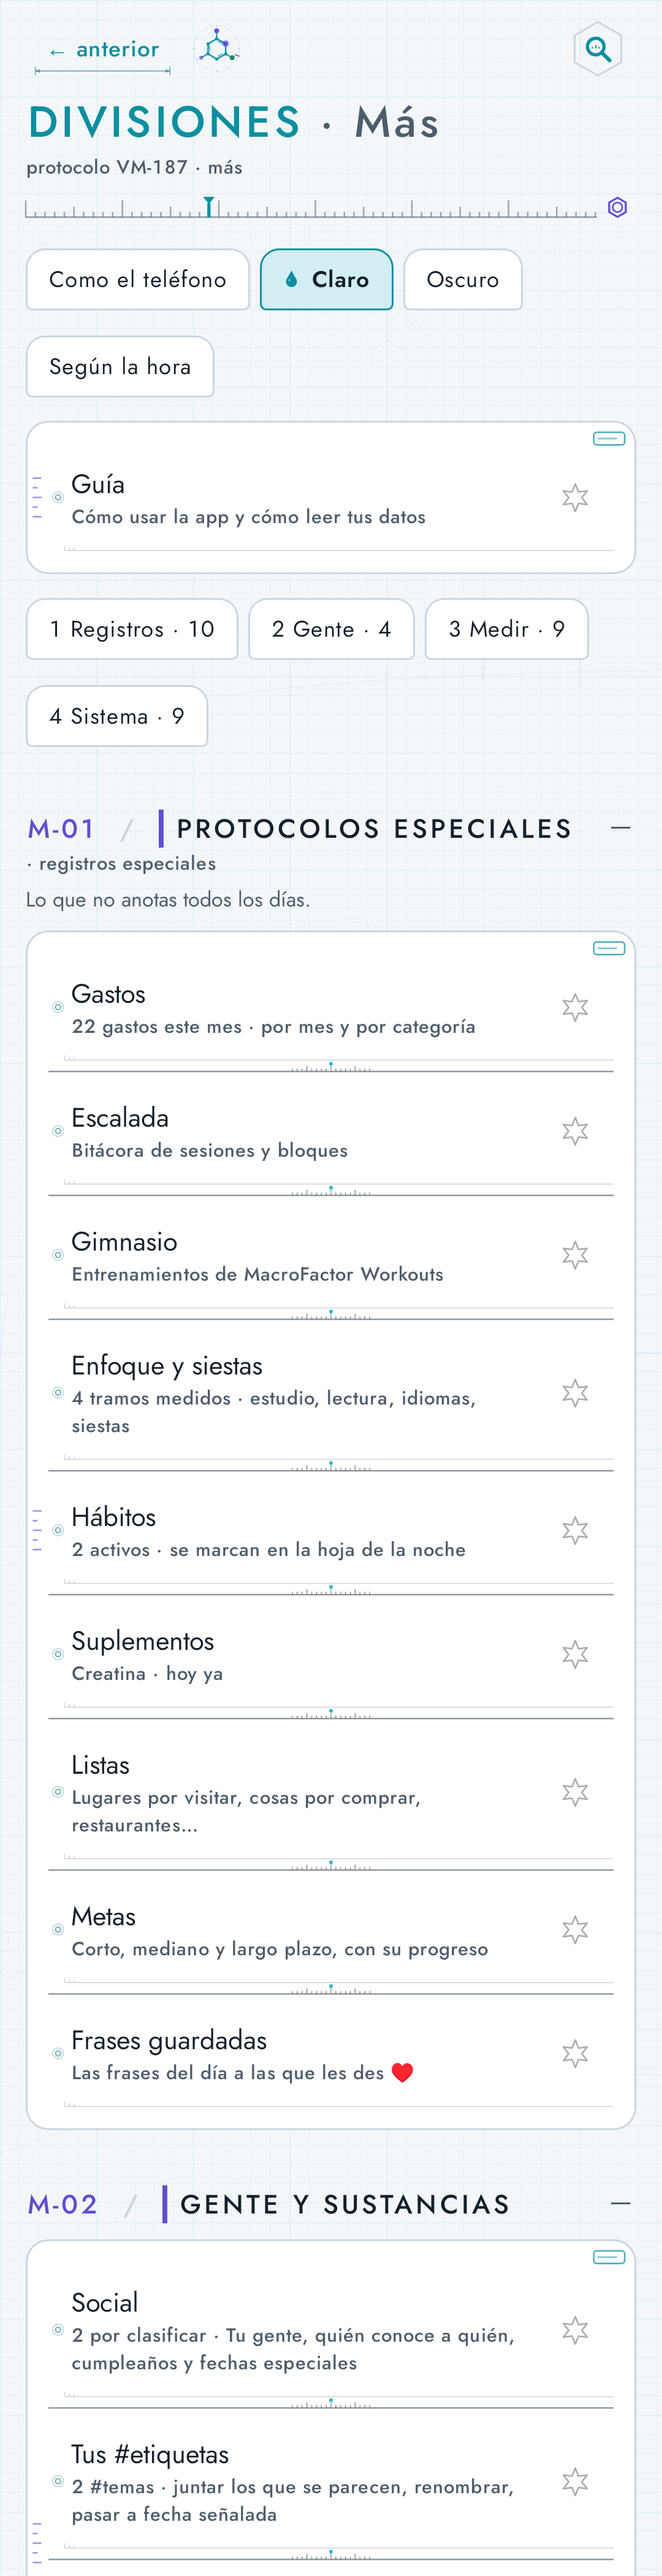 ← anterior
DIVISIONES · Más
protocolo VM-187 · más
Como el teléfono
Claro
Oscuro
Según la hora
Guía
Cómo usar la app y cómo leer tus datos
1 Registros · 10
2 Gente · 4
3 Medir · 9
4 Sistema · 9
M-01 / PROTOCOLOS ESPECIALES —
· registros especiales
Lo que no anotas todos los días.
Gastos
22 gastos este mes · por mes y por categoría
Escalada
Bitácora de sesiones y bloques
Gimnasio
Entrenamientos de MacroFactor Workouts
Enfoque y siestas
4 tramos medidos · estudio, lectura, idiomas,
siestas
Hábitos
2 activos · se marcan en la hoja de la noche
Suplementos
Creatina · hoy ya
Listas
Lugares por visitar, cosas por comprar,
restaurantes…
Metas
Corto, mediano y largo plazo, con su progreso
Frases guardadas
Las frases del día a las que les des ❤️
M-02 / GENTE Y SUSTANCIAS —
Social
2 por clasificar · Tu gente, quién conoce a quién,
cumpleaños y fechas especiales
Tus #etiquetas
2 #temas · juntar los que se parecen, renombrar,
pasar a fecha señalada